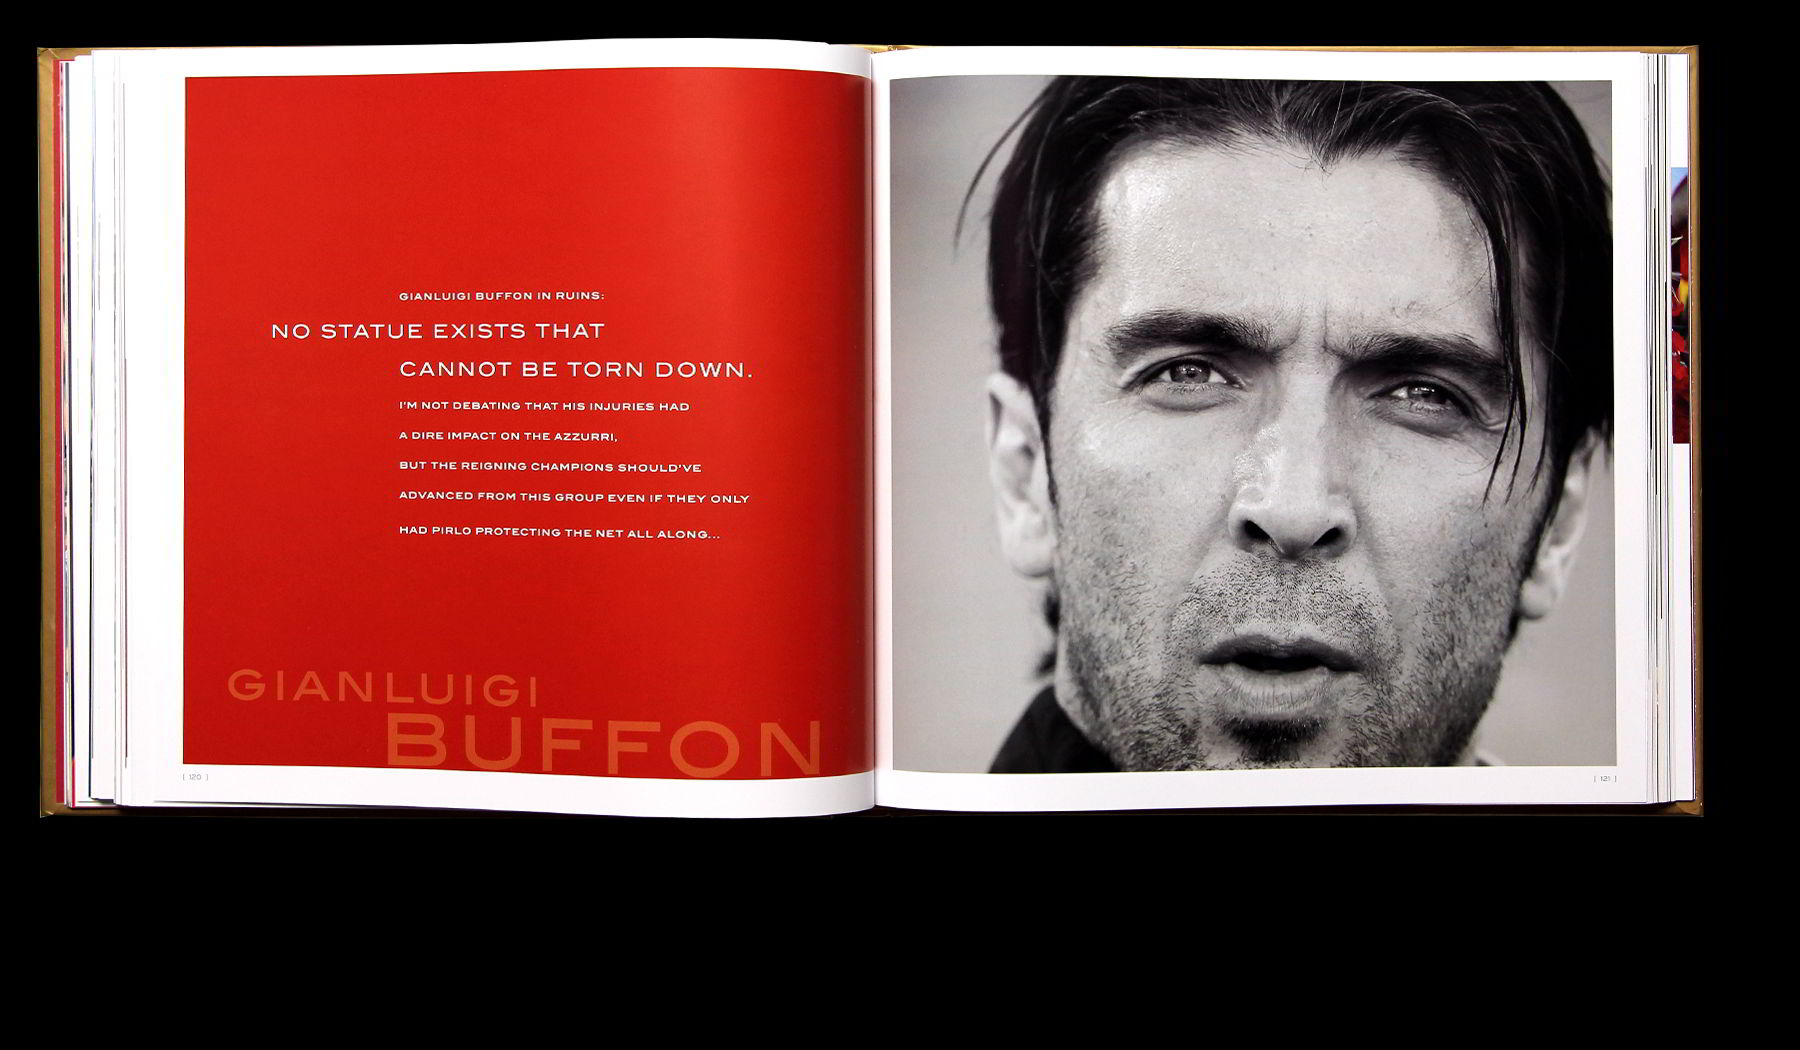 GIANLUIGI BUFFON IN RUINS:
NO STATUE EXISTS THAT
CANNOT BE TORN DOWN.
I'M NOT DEBATING THAT HIS INJURIES HAD
A DIRE IMPACT ON THE AZZURRI,
BUT THE REIGNING CHAMPIONS SHOULD'VE
ADVANCED FROM THIS GROUP EVEN IF THEY ONLY
HAD PIRLO PROTECTING THE NET ALL ALONG...
GIANLUIGI
BUFFON
[ 120 ]
[ 121 ]